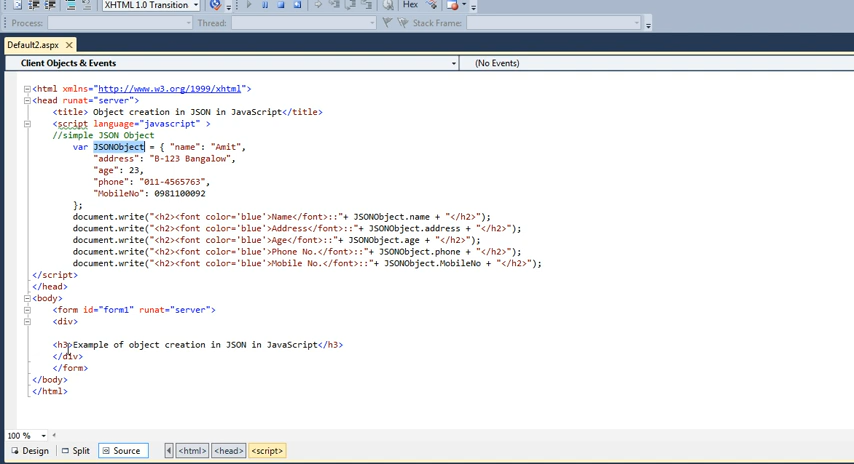 XHTML 1.0 Transition
Hex
Process:
Thread:
Stack Frame:
Default2.aspx
Client Objects & Events
(No Events)
<html xmlns="http://www.w3.org/1999/xhtml">
<head runat="server">
<title> Object creation in JSON in JavaScript</title>
<script language="javascript" >
//simple JSON Object
var JSONObject = { "name": "Amit",
"address": "B-123 Bangalow",
"age": 23,
"phone": "011-4565763",
"MobileNo": 0981100092
};
document.write("<h2><font color='blue'>Name</font>::"+ JSONObject.name + "</h2>");
document.write("<h2><font color='blue'>Address</font>::"+ JSONObject.address + "</h2>");
document.write("<h2><font color='blue'>Age</font>::"+ JSONObject.age + "</h2>");
document.write("<h2><font color='blue'>Phone No.</font>::"+ JSONObject.phone + "</h2>");
document.write("<h2><font color='blue'>Mobile No.</font>::"+ JSONObject.MobileNo + "</h2>");
</script>
</head>
<body>
<form id="form1" runat="server">
<div>
<h3>Example of object creation in JSON in JavaScript</h3>
</div>
</form>
</body>
</html>
100 %
Design Split Source <html> <head> <script>